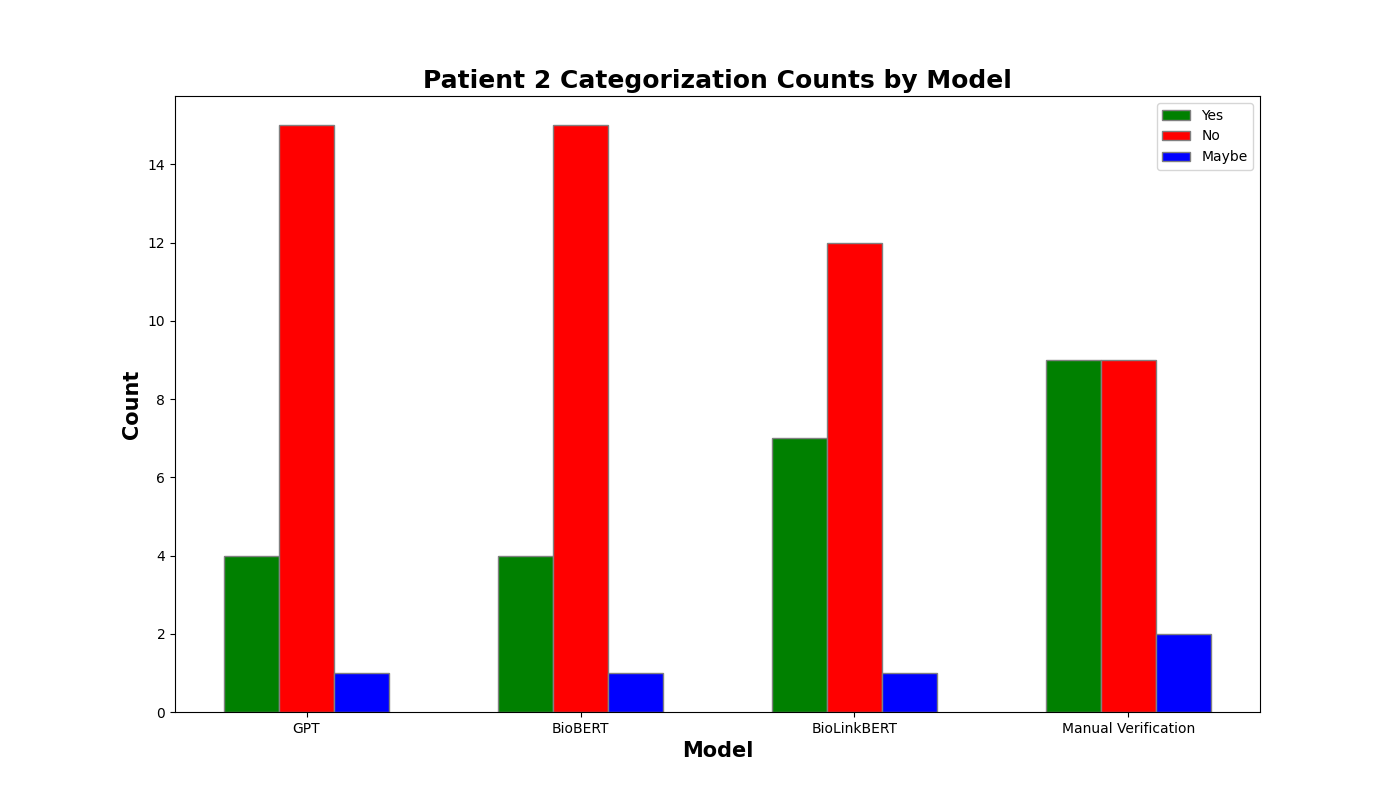 Patient 2 Categorization Counts by Model
Yes
No
Maybe
14
12
10
8
6
4
2
0
Count
GPT
BioBERT
BioLinkBERT
Manual Verification
Model